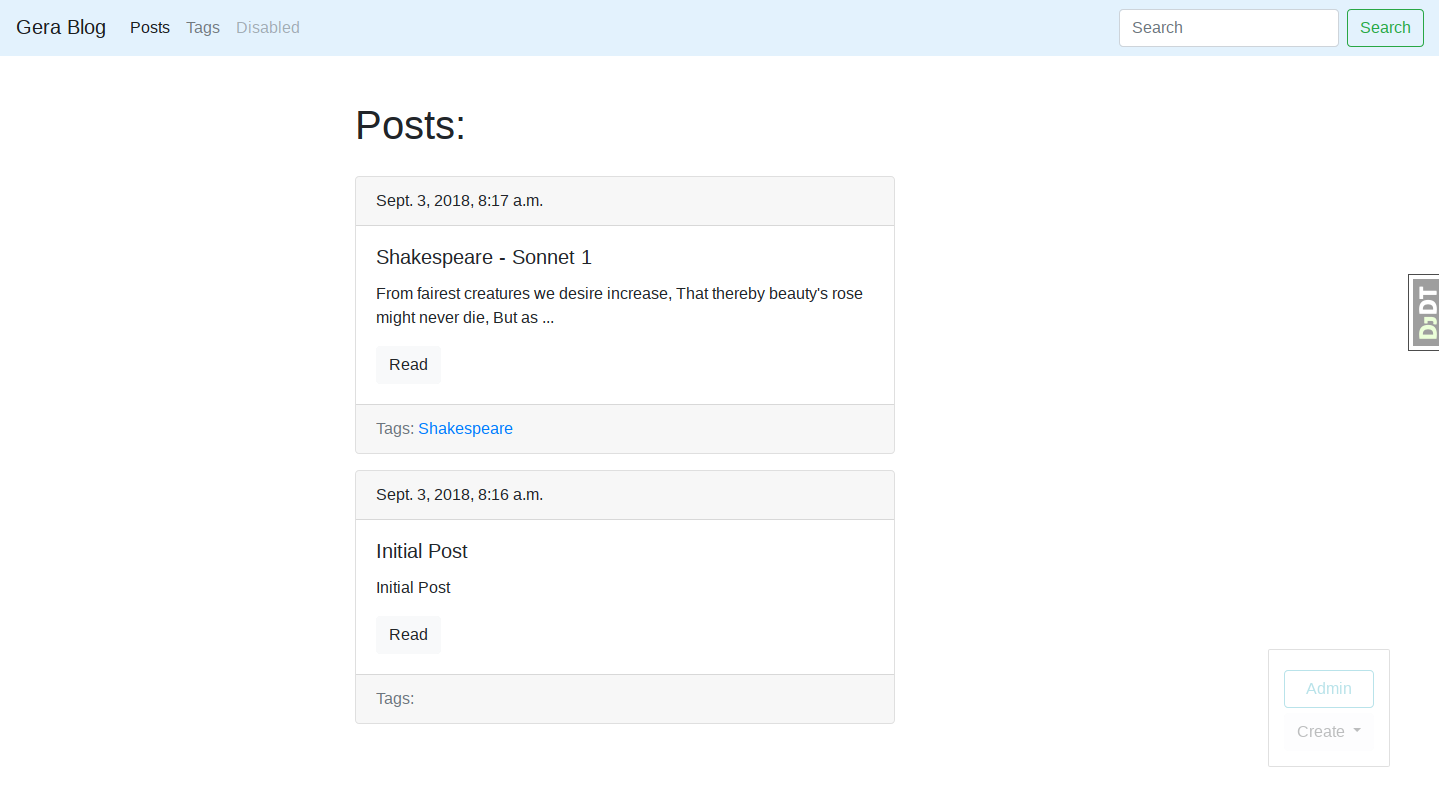 Gera Blog Posts Tags Disabled Search Search
Posts:
Sept. 3, 2018, 8:17 a.m.
Shakespeare - Sonnet 1
From fairest creatures we desire increase, That thereby beauty's rose
might never die, But as ...
Read
Tags: Shakespeare
Sept. 3, 2018, 8:16 a.m.
Initial Post
Initial Post
Read
Tags:
DJDT
Admin
Create